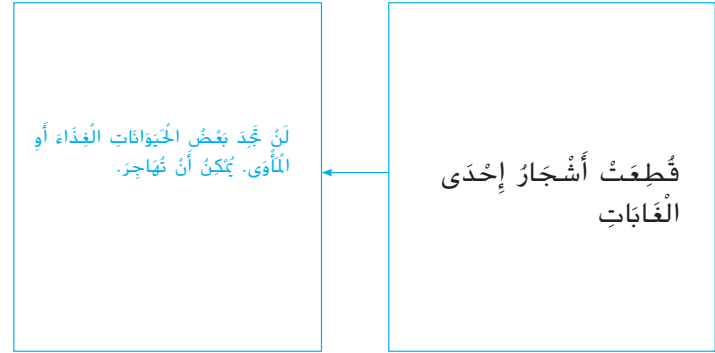 قُطِعَتْ أَشْجَارُ إِحْدَى
الْغَابَاتِ
لَنْ تَجِدَ بَعْضُ الْحَيَوَانَاتِ الْغِذَاءَ أَوِ
الْمَأْوَى. يُمْكِنُ أَنْ تُهَاجِرَ.